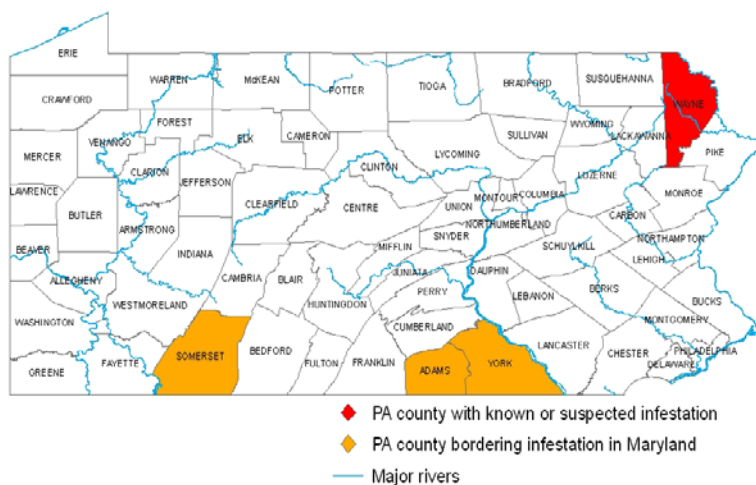 ERIE
WARREN
McKEAN
POTTER
TIOGA
BRADFORD
SUSQUEHANNA
WAYNE
CRAWFORD
FOREST
ELK
CAMERON
SULLIVAN
WYOMING
LACKAWANNA
PIKE
MERCER
VENANGO
CLARION
JEFFERSON
CLINTON
LYCOMING
COLUMBIA
LUZERNE
MONROE
LAWRENCE
BUTLER
ARMSTRONG
CLEARFIELD
CENTRE
UNION
MONTOUR
NORTHUMBERLAND
CARBON
NORTHAMPTON
BEAVER
INDIANA
SNYDER
MIFFLIN
SCHUYLKILL
LEHIGH
ALLEGHENY
CAMBRIA
BLAIR
JUNIATA
DAUPHIN
BERKS
BUCKS
WESTMORELAND
HUNTINGDON
PERRY
LEBANON
MONTGOMERY
WASHINGTON
CUMBERLAND
LANCASTER
CHESTER
PHILADELPHIA
DELAWARE
GREENE
FAYETTE
SOMERSET
BEDFORD
FULTON
FRANKLIN
ADAMS
YORK
PA county with known or suspected infestation
PA county bordering infestation in Maryland
Major rivers